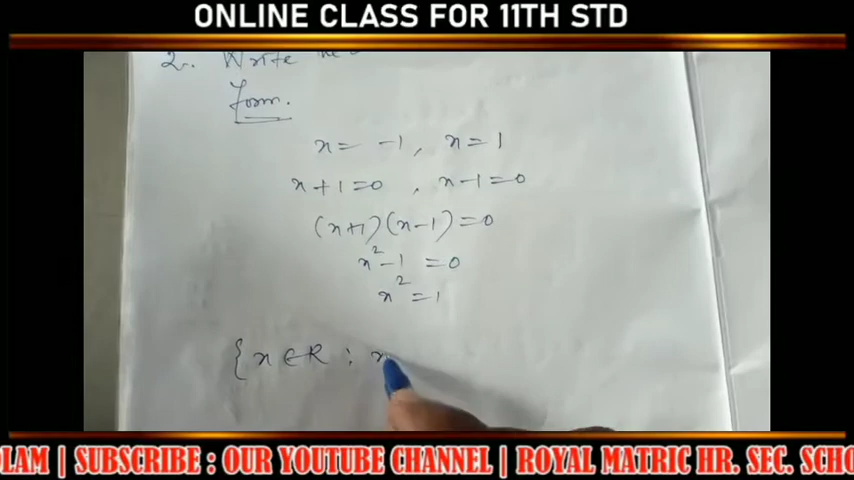 ONLINE CLASS FOR 11TH STD
2. Write the
Form.
x = -1, x = 1
x+1=0 , x-1=0
(x+1)(x-1)=0
x²-1 =0
x² = 1
{x ∈ R : x
LAM | SUBSCRIBE : OUR YOUTUBE CHANNEL | ROYAL MATRIC HR. SEC. SCHO